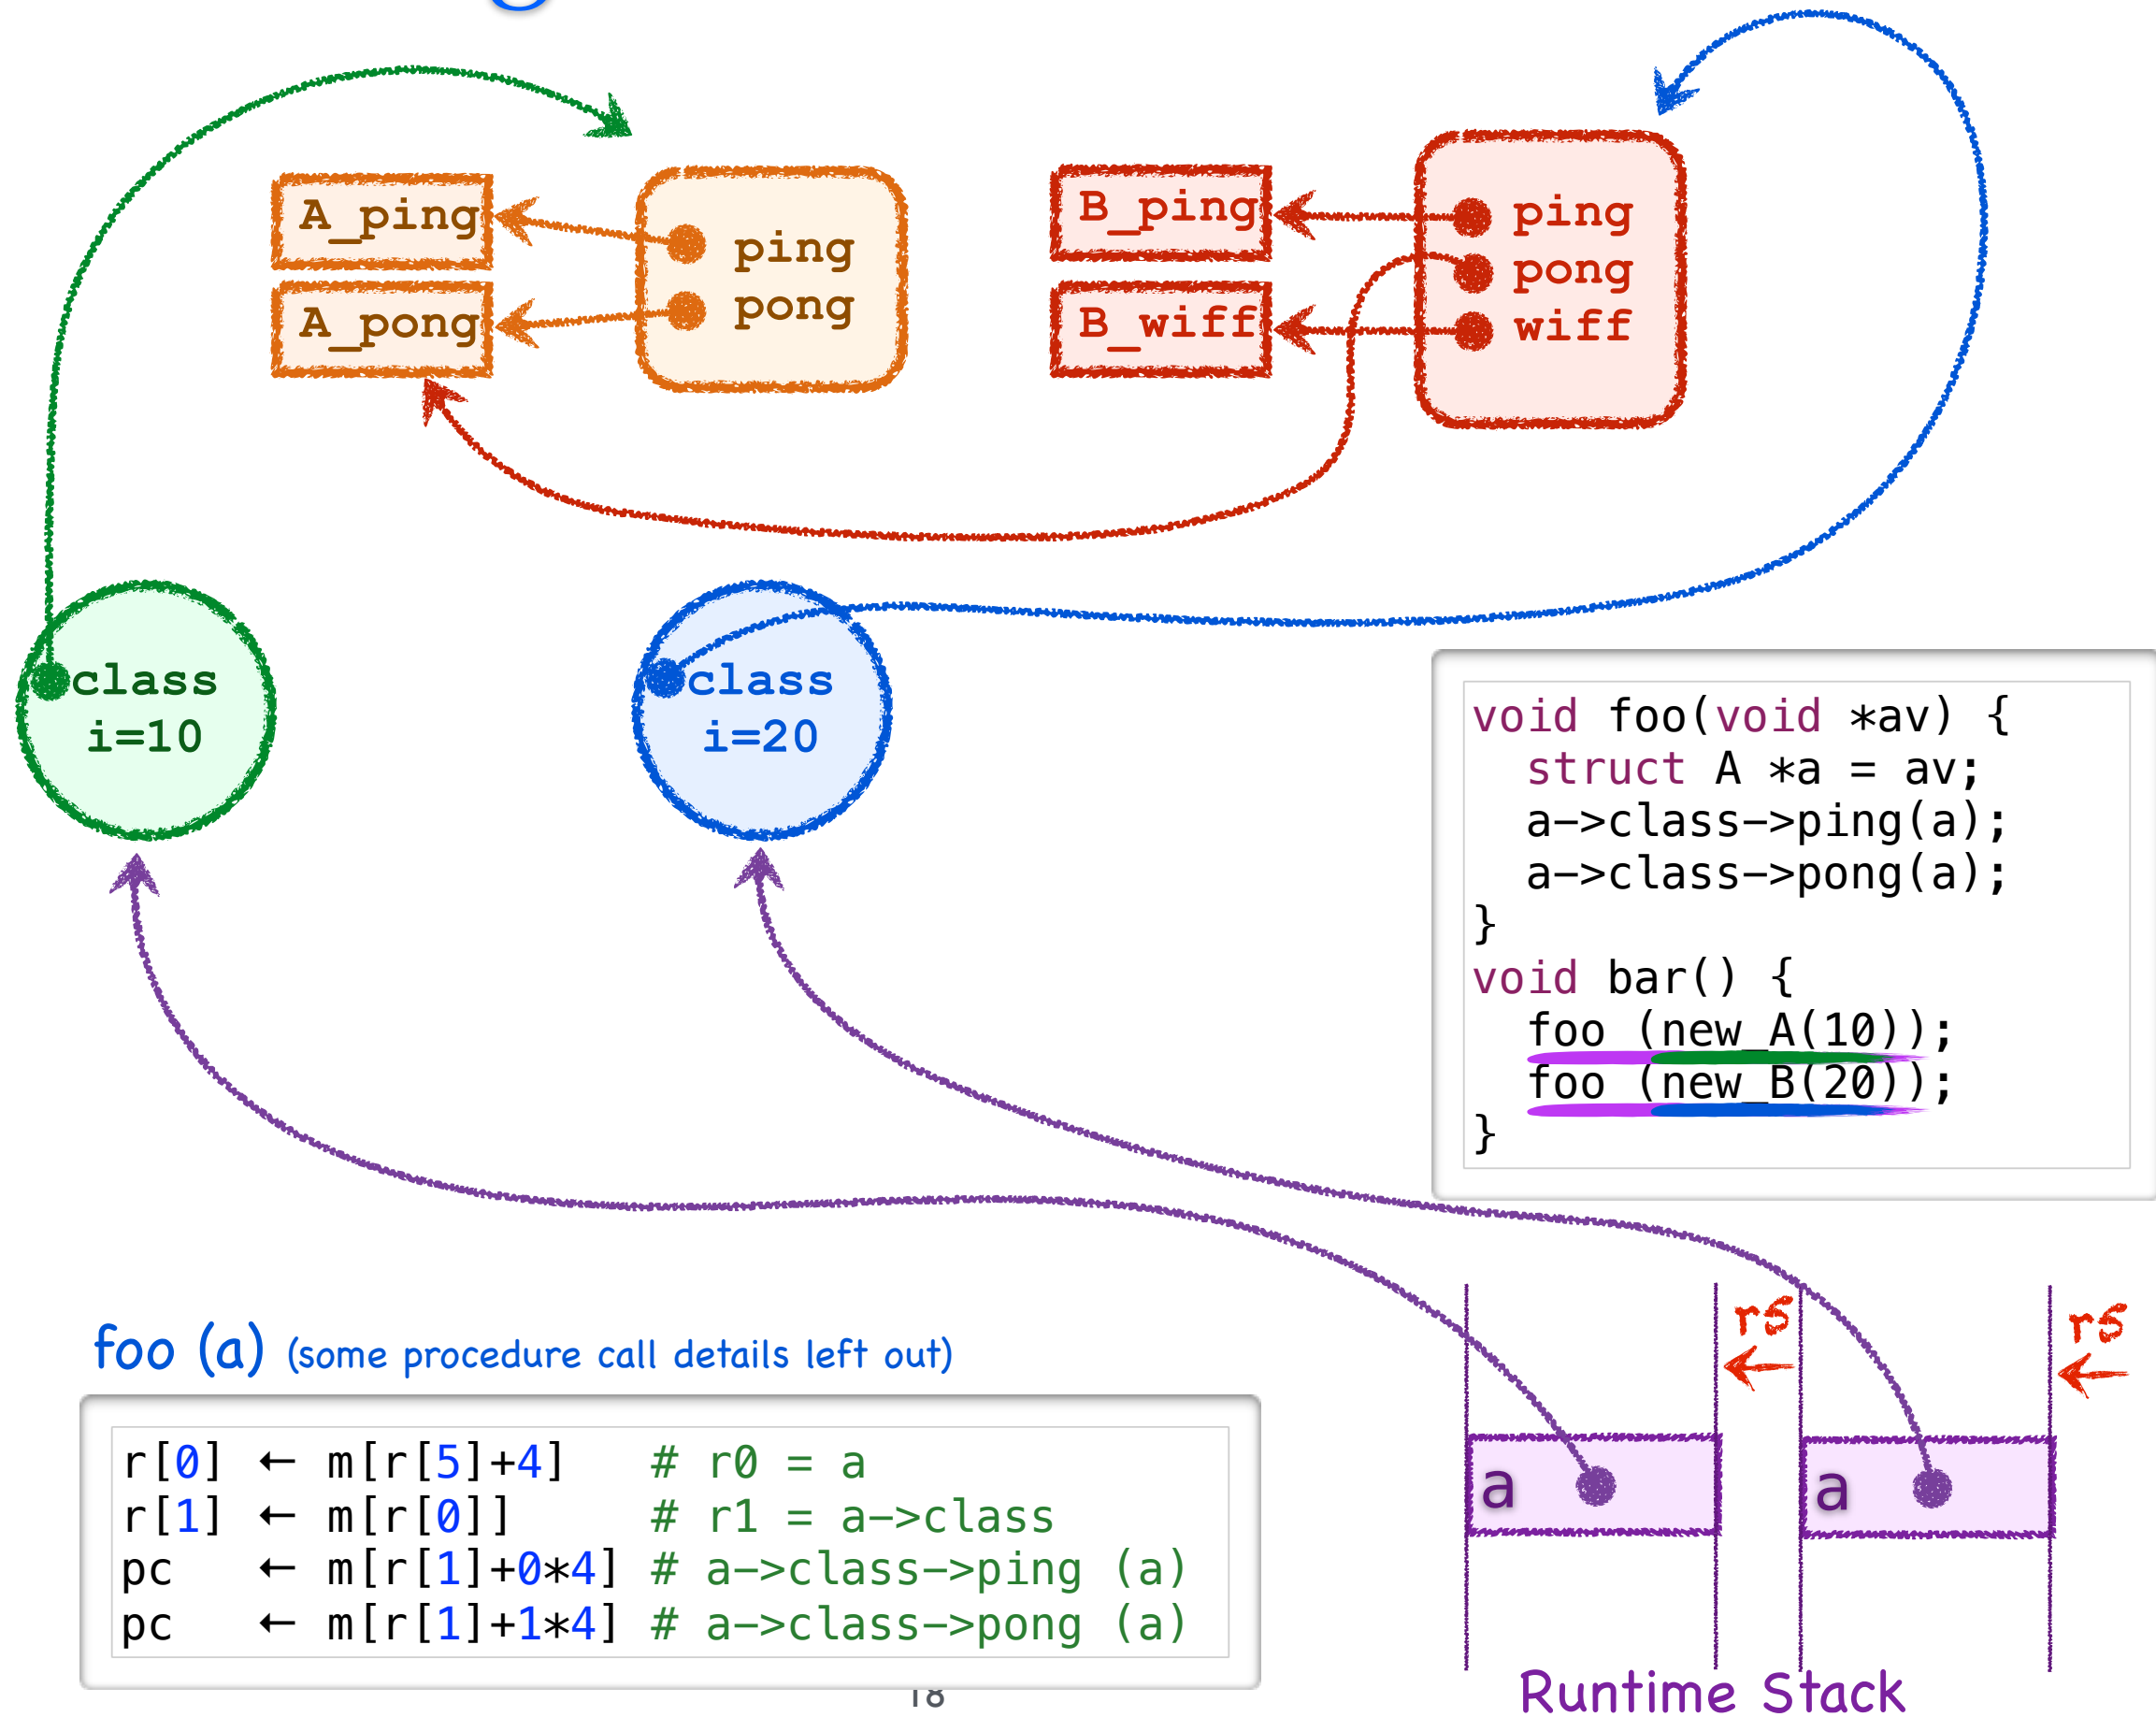 A_ping
A_pong
ping
pong
B_ping
B_wiff
ping
pong
wiff
class
i=10
class
i=20
void foo(void *av) {
  struct A *a = av;
  a->class->ping(a);
  a->class->pong(a);
}
void bar() {
  foo (new_A(10));
  foo (new_B(20));
}
foo (a) (some procedure call details left out)
r[0] ← m[r[5]+4] # r0 = a
r[1] ← m[r[0]] # r1 = a->class
pc ← m[r[1]+0*4] # a->class->ping (a)
pc ← m[r[1]+1*4] # a->class->pong (a)
r5
r5
a
a
Runtime Stack
18